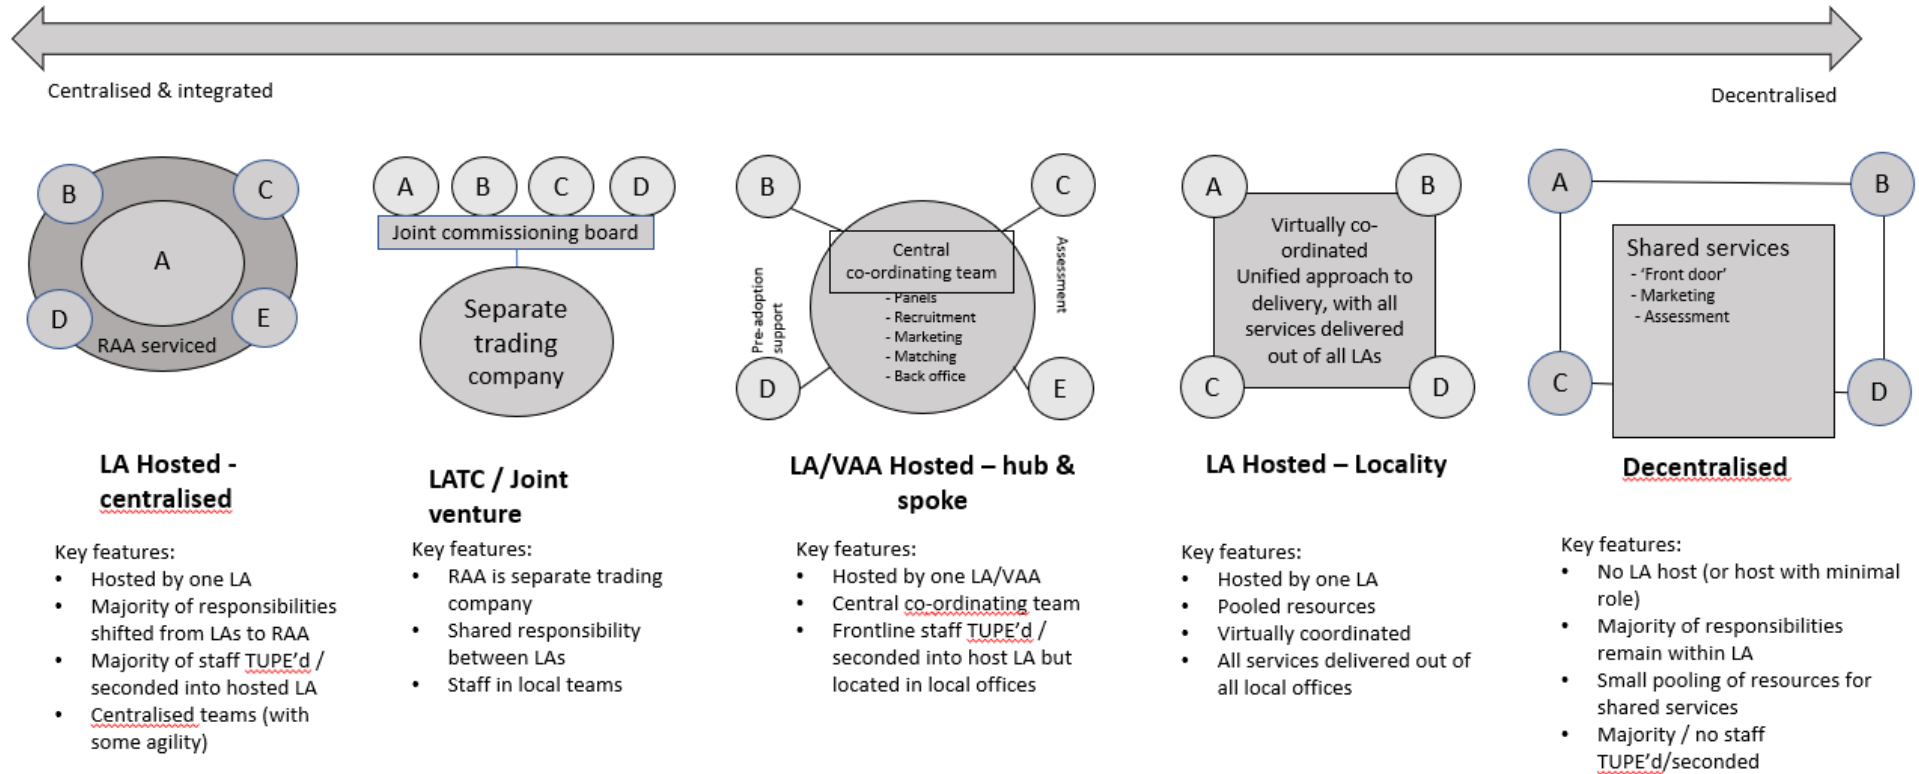 Centralised & integrated
Decentralised
B
C
A
D
E
RAA serviced
LA Hosted -
centralised
Key features:
• Hosted by one LA
• Majority of responsibilities
shifted from LAs to RAA
• Majority of staff TUPE’d /
seconded into hosted LA
• Centralised teams (with
some agility)
A
B
C
D
Joint commissioning board
Separate
trading
company
LATC / Joint
venture
Key features:
• RAA is separate trading
company
• Shared responsibility
between LAs
• Staff in local teams
B
C
Central
co-ordinating team
- Panels
- Recruitment
- Marketing
- Matching
- Back office
Pre-adoption
support
Assessment
D
E
LA/VAA Hosted – hub &
spoke
Key features:
• Hosted by one LA/VAA
• Central co-ordinating team
• Frontline staff TUPE’d /
seconded into host LA but
located in local offices
A
B
Virtually co-
ordinated
Unified approach to
delivery, with all
services delivered
out of all LAs
C
D
LA Hosted – Locality
Key features:
• Hosted by one LA
• Pooled resources
• Virtually coordinated
• All services delivered out of
all local offices
A
B
Shared services
- ‘Front door’
- Marketing
- Assessment
C
D
Decentralised
Key features:
• No LA host (or host with minimal
role)
• Majority of responsibilities
remain within LA
• Small pooling of resources for
shared services
• Majority / no staff
TUPE’d/seconded